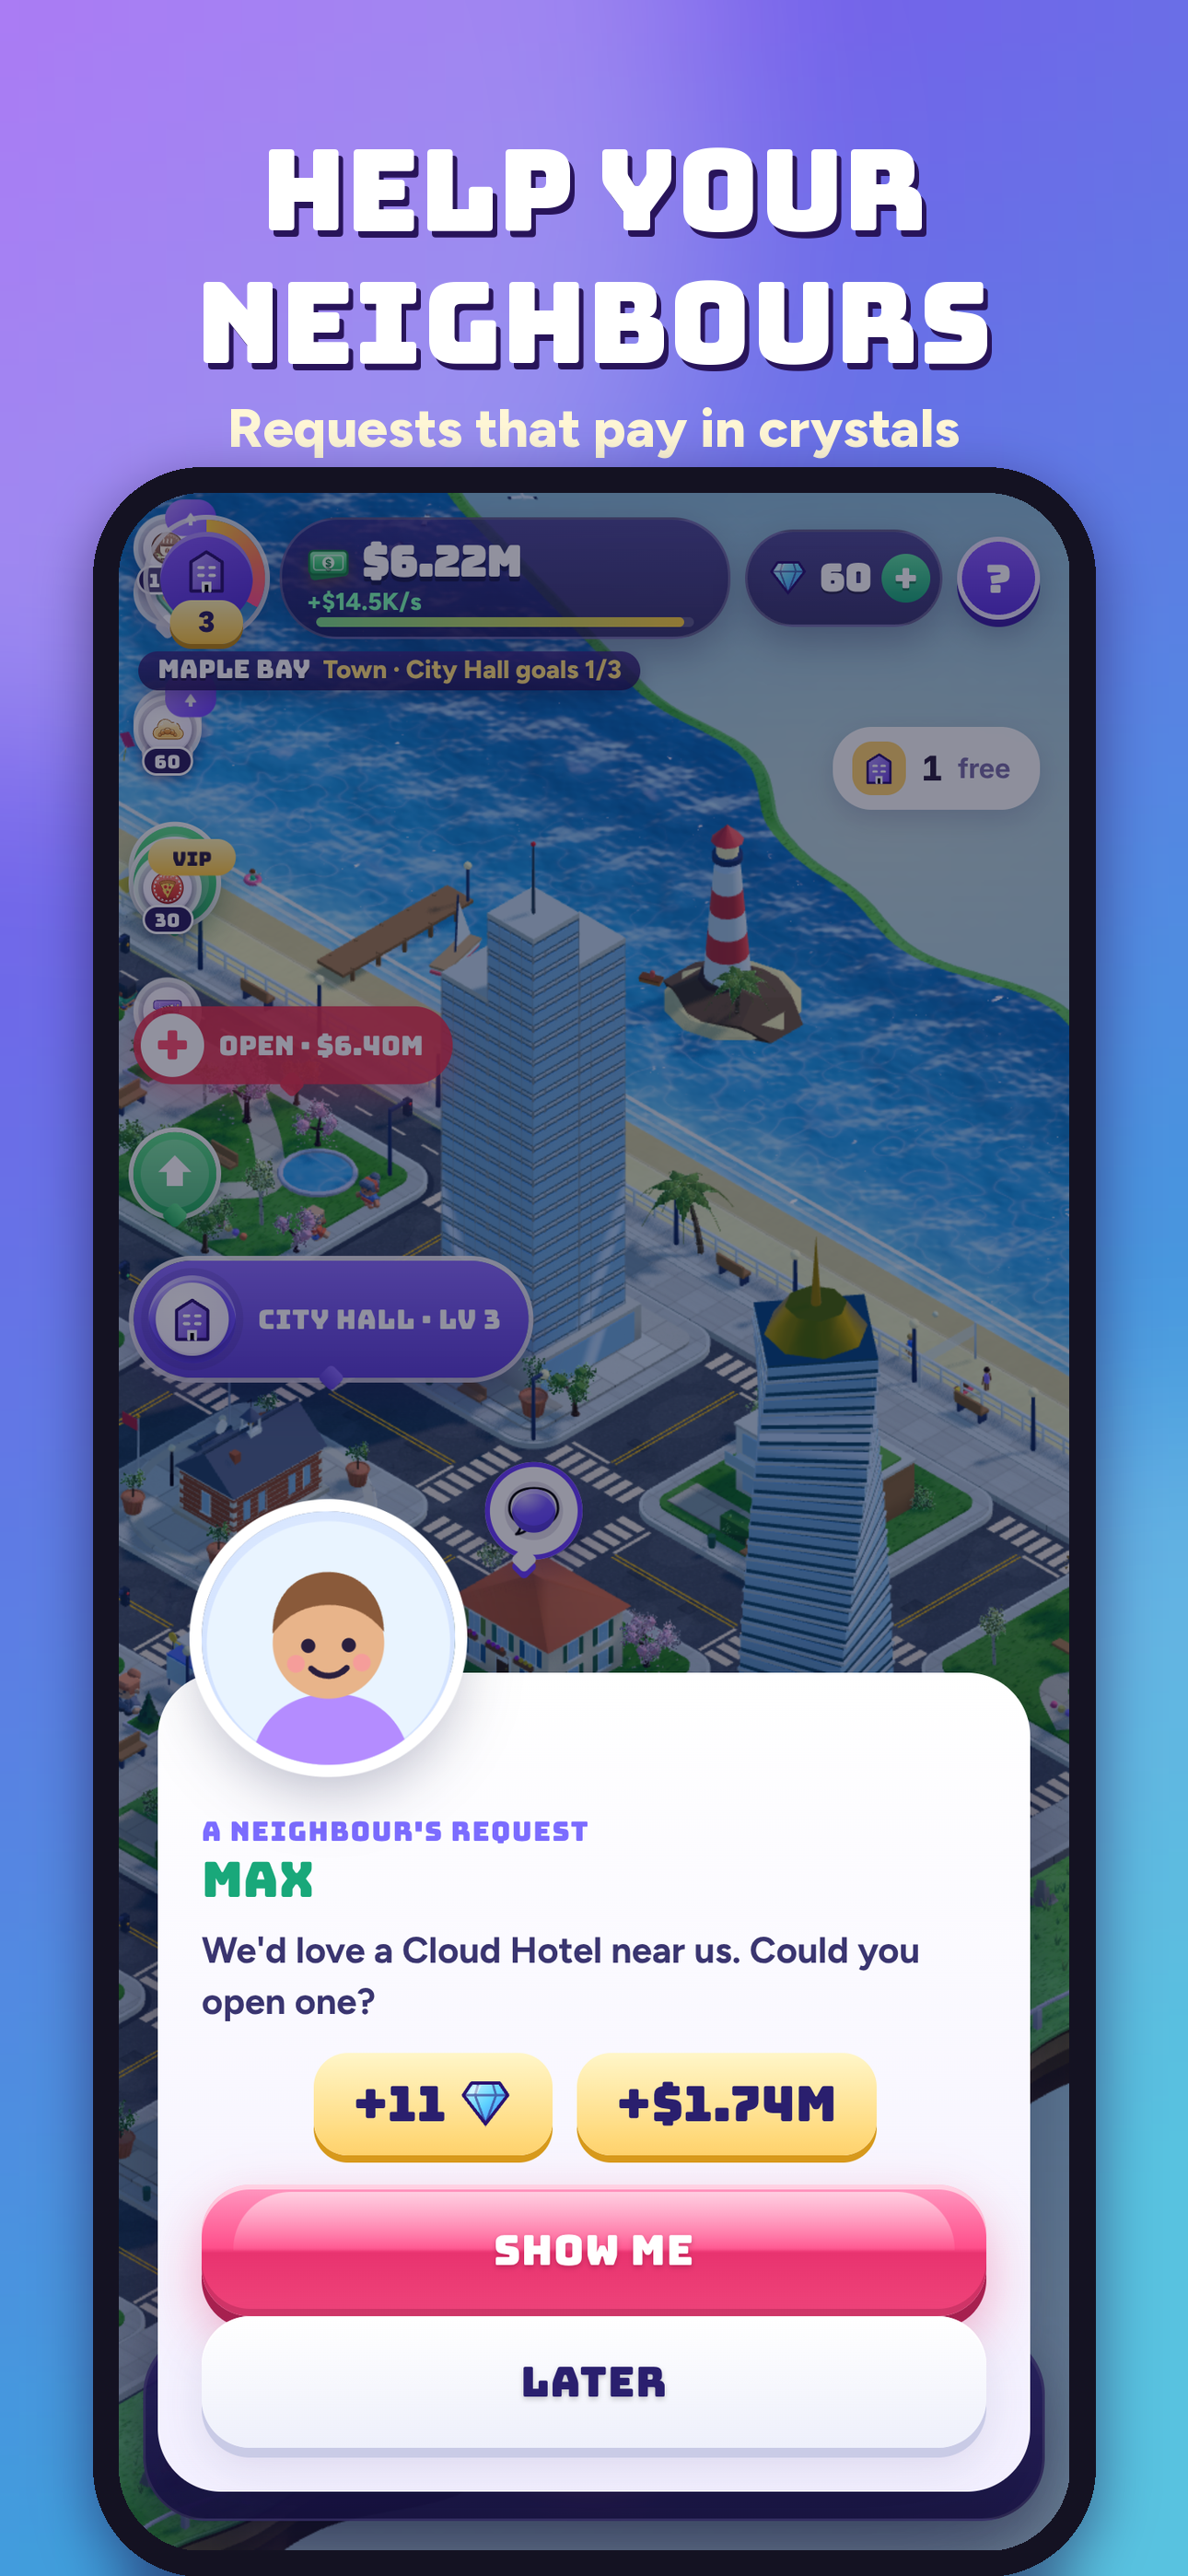 HELP YOUR
NEIGHBOURS
Requests that pay in crystals
$6.22M
+$14.5K/s
60
+
?
3
MAPLE BAY Town · City Hall goals 1/3
60
1 free
VIP
30
OPEN · $6.40M
CITY HALL · LV 3
A NEIGHBOUR'S REQUEST
MAX
We'd love a Cloud Hotel near us. Could you
open one?
+11
+$1.74M
SHOW ME
LATER